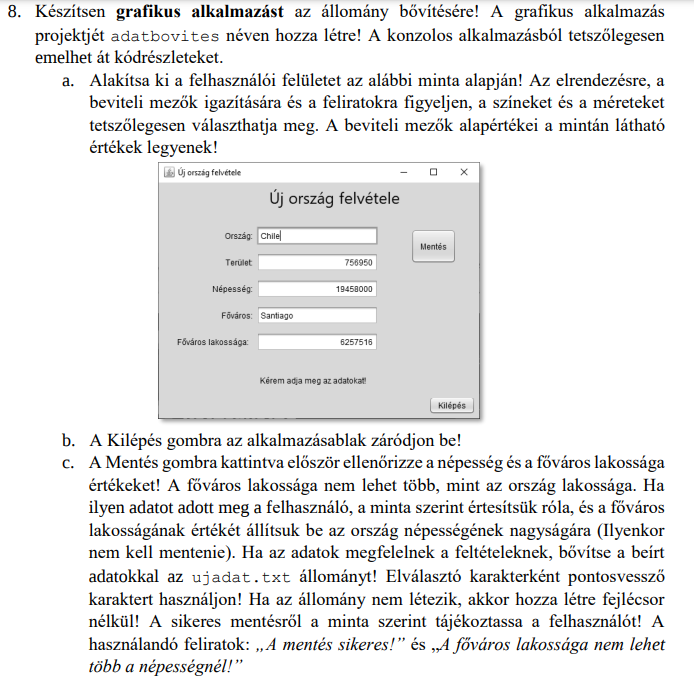 8. Készítsen grafikus alkalmazást az állomány bővítésére! A grafikus alkalmazás
projektjét adatbovites néven hozza létre! A konzolos alkalmazásból tetszőlegesen
emelhet át kódrészleteket.
a. Alakítsa ki a felhasználói felületet az alábbi minta alapján! Az elrendezésre, a
beviteli mezők igazítására és a feliratokra figyeljen, a színeket és a méreteket
tetszőlegesen választhatja meg. A beviteli mezők alapértékei a mintán látható
értékek legyenek!
Új ország felvétele
Új ország felvétele
Ország: Chile
Mentés
Terület: 756950
Népesség: 19458000
Főváros: Santiago
Főváros lakossága: 6257516
Kérem adja meg az adatokat!
Kilépés
b. A Kilépés gombra az alkalmazásablak záródjon be!
c. A Mentés gombra kattintva először ellenőrizze a népesség és a főváros lakossága
értékeket! A főváros lakossága nem lehet több, mint az ország lakossága. Ha
ilyen adatot adott meg a felhasználó, a minta szerint értesítsük róla, és a főváros
lakosságának értékét állítsuk be az ország népességének nagyságára (Ilyenkor
nem kell mentenie). Ha az adatok megfelelnek a feltételeknek, bővítse a beírt
adatokkal az ujadat.txt állományt! Elválasztó karakterként pontosvessző
karaktert használjon! Ha az állomány nem létezik, akkor hozza létre fejlécsor
nélkül! A sikeres mentésről a minta szerint tájékoztassa a felhasználót! A
használandó feliratok: „A mentés sikeres!” és „A főváros lakossága nem lehet
több a népességnél!”